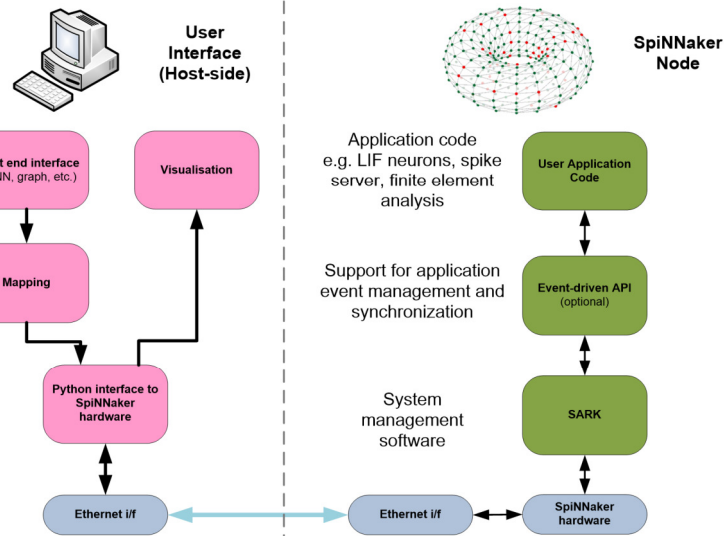 User
Interface
(Host-side)
SpiNNaker
Node
end interface
graph, etc.)
Visualisation
Application code
e.g. LIF neurons, spike
server, finite element
analysis
User Application
Code
Mapping
Support for application
event management and
synchronization
Event-driven API
(optional)
Python interface to
SpiNNaker
hardware
System
management
software
SARK
Ethernet i/f
Ethernet i/f
SpiNNaker
hardware